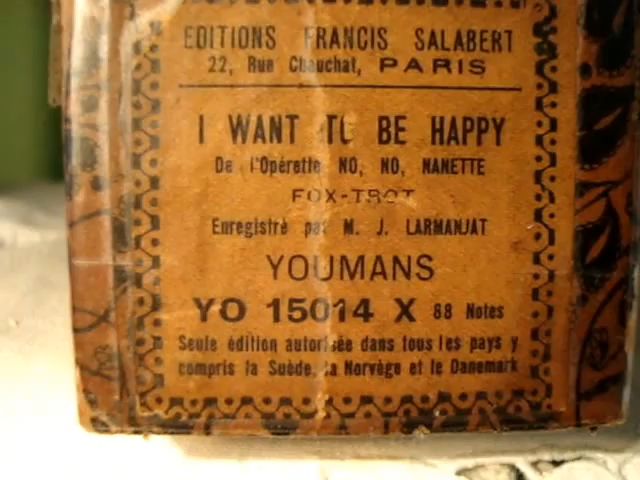 EDITIONS FRANCIS SALABERT
22, Rue Chauchat, PARIS
I WANT TO BE HAPPY
De l'Opérette NO, NO, NANETTE
FOX-TROT
Enregistré par M. J. LARMANJAT
YOUMANS
YO 15014 X 88 Notes
Seule édition autorisée dans tous les pays y
compris la Suède, la Norvège et le Danemark